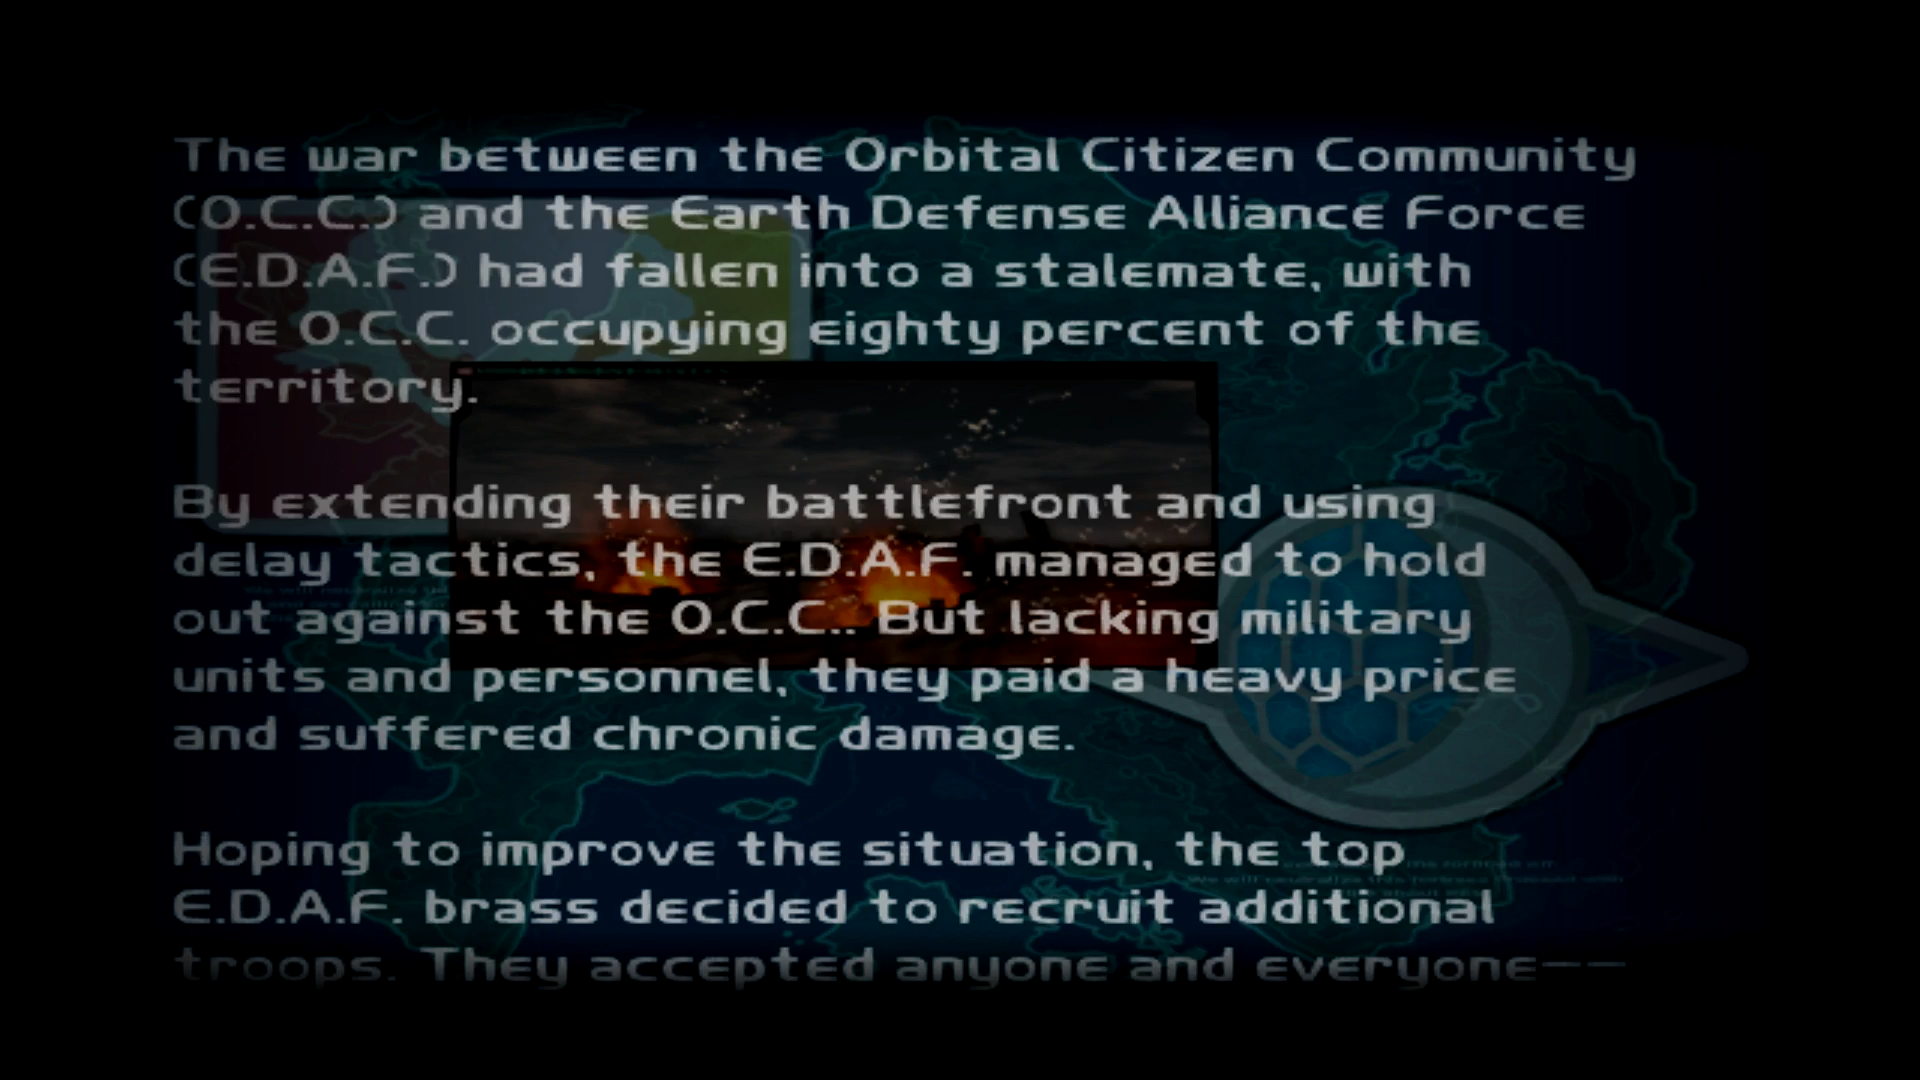 The war between the Orbital Citizen Community
(O.C.C.) and the Earth Defense Alliance Force
(E.D.A.F.) had fallen into a stalemate, with
the O.C.C. occupying eighty percent of the
territory.
By extending their battlefront and using
delay tactics, the E.D.A.F. managed to hold
out against the O.C.C.. But lacking military
units and personnel, they paid a heavy price
and suffered chronic damage.
Hoping to improve the situation, the top
E.D.A.F. brass decided to recruit additional
troops. They accepted anyone and everyone——